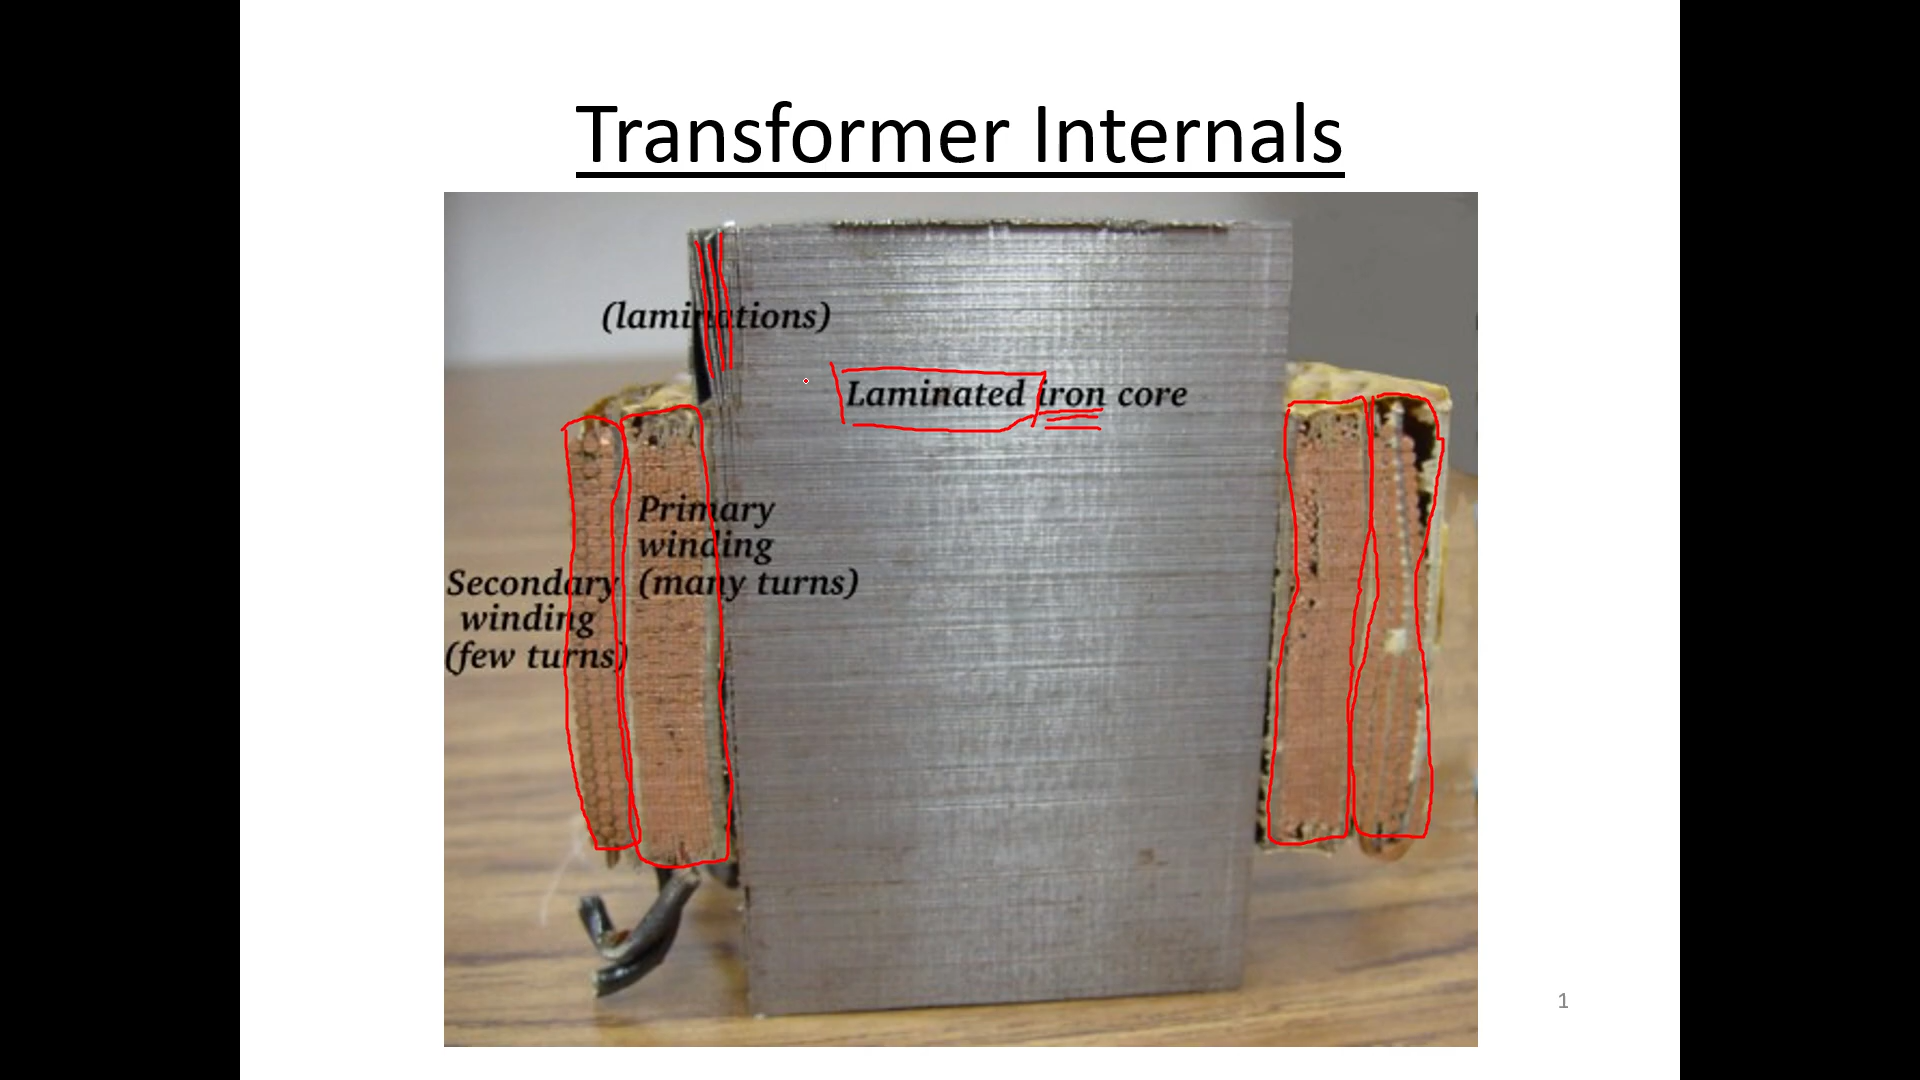 Transformer Internals
(laminations)
Laminated iron core
Primary
winding
(many turns)
Secondary
winding
(few turns)
1